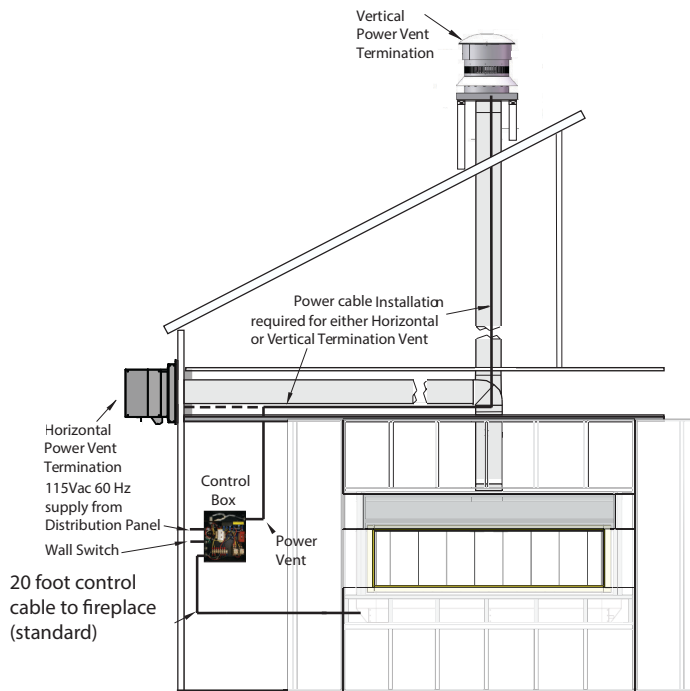 Vertical
Power Vent
Termination
Power cable Installation
required for either Horizontal
or Vertical Termination Vent
Horizontal
Power Vent
Termination
115Vac 60 Hz
supply from
Distribution Panel
Wall Switch
Control
Box
Power
Vent
20 foot control
cable to fireplace
(standard)